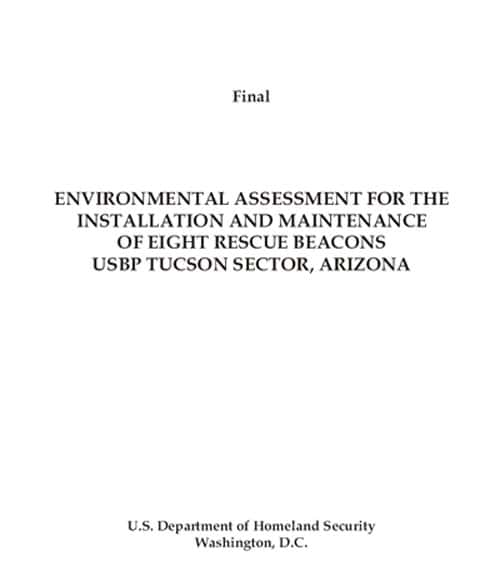 Final
ENVIRONMENTAL ASSESSMENT FOR THE
INSTALLATION AND MAINTENANCE
OF EIGHT RESCUE BEACONS
USBP TUCSON SECTOR, ARIZONA
U.S. Department of Homeland Security
Washington, D.C.